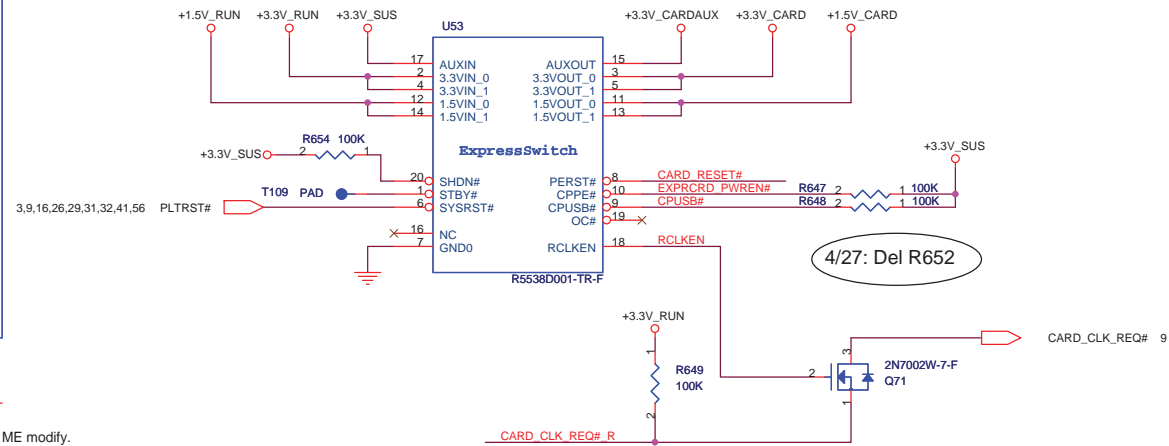 +1.5V_RUN +3.3V_RUN +3.3V_SUS +3.3V_CARDAUX +3.3V_CARD +1.5V_CARD
U53
17 AUXIN AUXOUT 15
2 3.3VIN_0 3.3VOUT_0 3
4 3.3VIN_1 3.3VOUT_1 5
12 1.5VIN_0 1.5VOUT_0 11
14 1.5VIN_1 1.5VOUT_1 13
R654 100K
ExpressSwitch
+3.3V_SUS 2 1
+3.3V_SUS
20 SHDN# PERST# 8 CARD_RESET#
T109 PAD 1 STBY# CPPE# 10 EXPRCRD_PWREN# R647 2 1 100K
3,9,16,26,29,31,32,41,56 PLTRST# 6 SYSRST# CPUSB# 9 CPUSB# R648 2 1 100K
OC# 19
16 NC
7 GND0 RCLKEN 18 RCLKEN
4/27: Del R652
R5538D001-TR-F
+3.3V_RUN
CARD_CLK_REQ# 9
1 3
R649 2N7002W-7-F
100K 2 Q71
2 1
ME modify.
CARD_CLK_REQ#_R